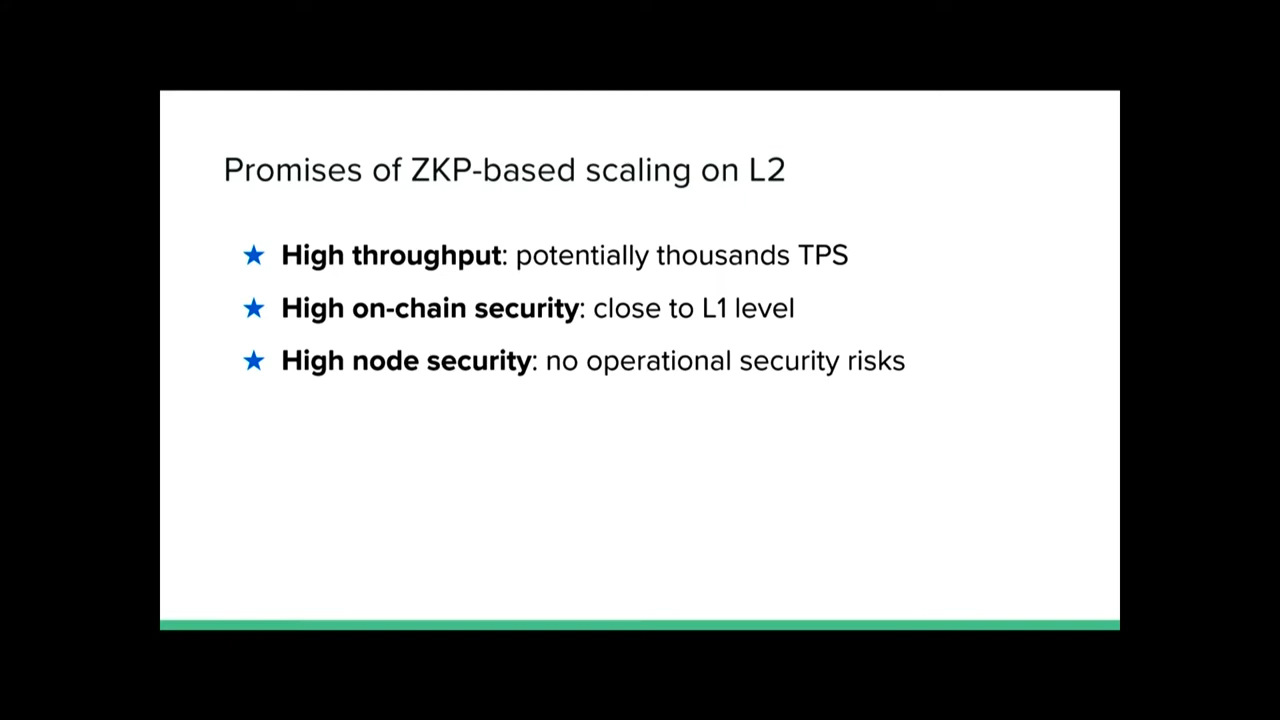 Promises of ZKP-based scaling on L2
★ High throughput: potentially thousands TPS
★ High on-chain security: close to L1 level
★ High node security: no operational security risks